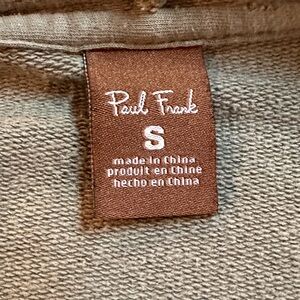 Paul Frank
S
made in China
produit en Chine
hecho en China